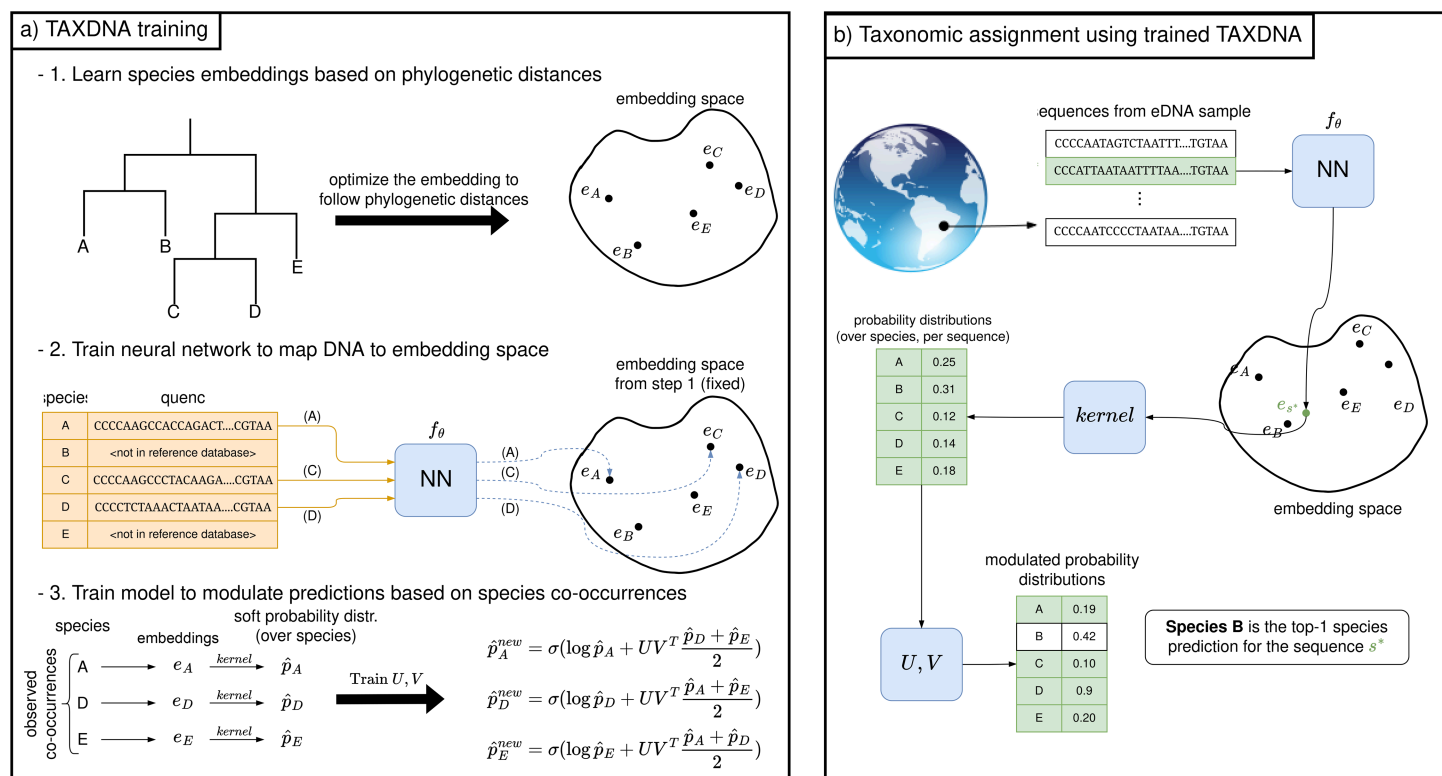 a) TAXDNA training
- 1. Learn species embeddings based on phylogenetic distances
A
B
C
D
E
optimize the embedding to
follow phylogenetic distances
embedding space
e_A
e_B
e_C
e_D
e_E
- 2. Train neural network to map DNA to embedding space
species
quenc
A CCCCAAGCCACCAGACT....CGTAA
B <not in reference database>
C CCCCAAGCCCTACAAGA....CGTAA
D CCCCTCTAAACTAATAA....CGTAA
E <not in reference database>
(A)
(C)
(D)
f_θ
NN
(A)
(C)
(D)
embedding space
from step 1 (fixed)
e_A
e_B
e_C
e_D
e_E
- 3. Train model to modulate predictions based on species co-occurrences
species
embeddings
soft probability distr.
(over species)
observed
co-occurrences
A e_A kernel p̂_A
D e_D kernel p̂_D
E e_E kernel p̂_E
Train U, V
p̂_A^{new} = σ(log p̂_A + UV^T (p̂_D + p̂_E)/2)
p̂_D^{new} = σ(log p̂_D + UV^T (p̂_A + p̂_E)/2)
p̂_E^{new} = σ(log p̂_E + UV^T (p̂_A + p̂_D)/2)
b) Taxonomic assignment using trained TAXDNA
equences from eDNA sample
CCCCAATAGTCTAATTT....TGTAA
CCCATTAATAATTTTAA....TGTAA
⋮
CCCCAATCCCCTAATAA....TGTAA
f_θ
NN
e_A
e_B
e_C
e_D
e_E
e_{s*}
embedding space
kernel
probability distributions
(over species, per sequence)
A 0.25
B 0.31
C 0.12
D 0.14
E 0.18
U, V
modulated probability
distributions
A 0.19
B 0.42
C 0.10
D 0.9
E 0.20
Species B is the top-1 species
prediction for the sequence s*